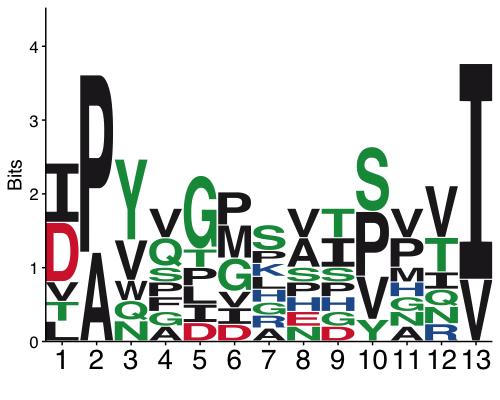 4
3
2
1
0
Bits
I P Y V G P S V T S V V I
D A V Q T M P A I P P T V
V W S P G K S S V M I
T Q P L V L P P Y H Q
L N F I I H H H G N
G D D R E G N R
A A N D A
1 2 3 4 5 6 7 8 9 10 11 12 13